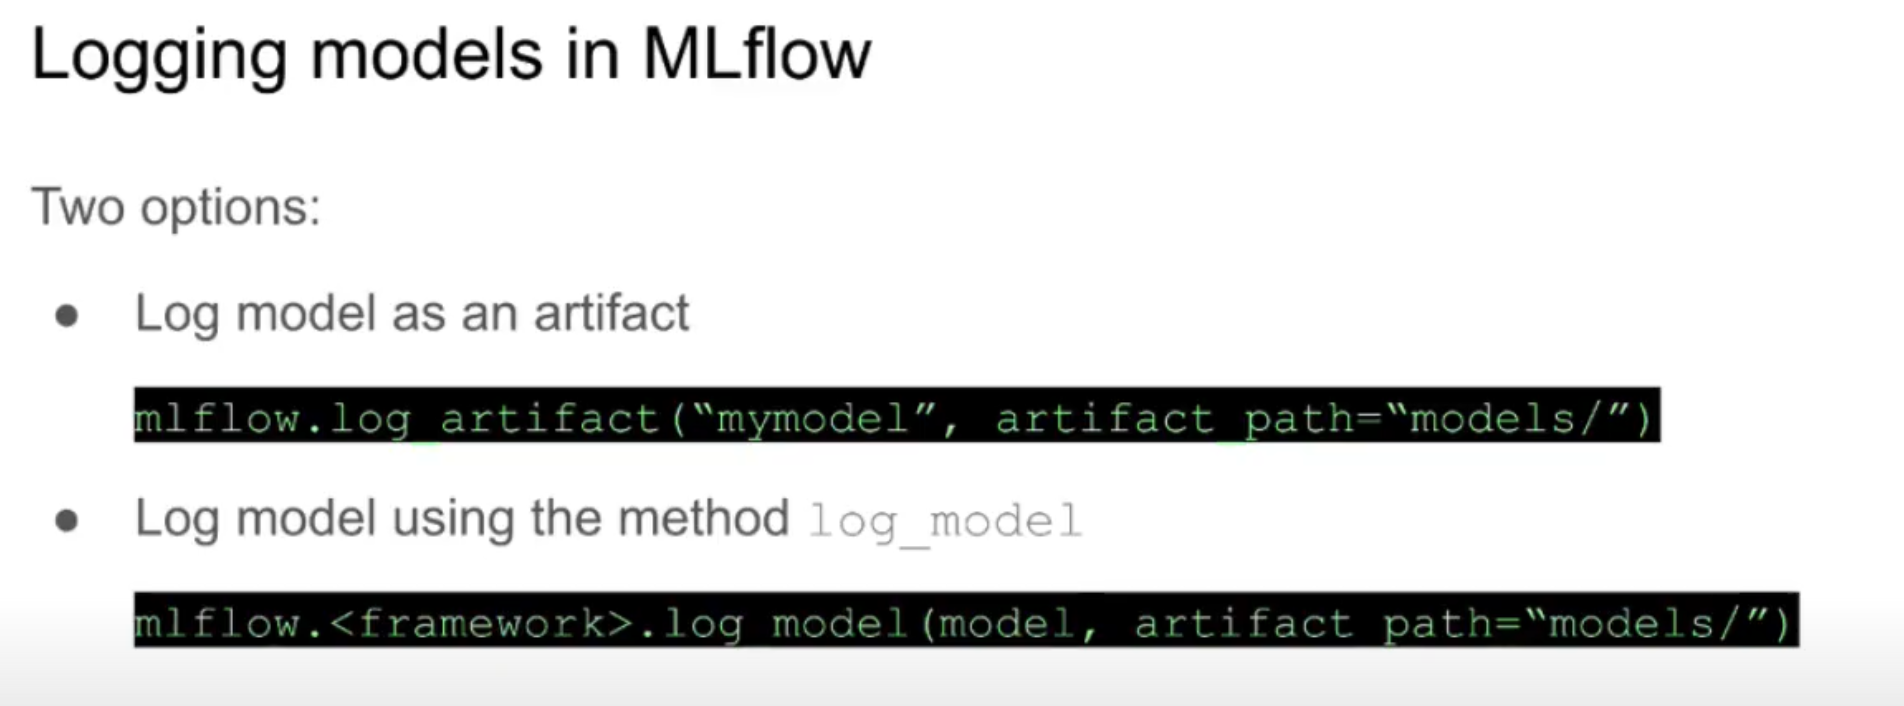 Logging models in MLflow
Two options:
● Log model as an artifact
mlflow.log_artifact(“mymodel”, artifact_path=“models/”)
● Log model using the method log_model
mlflow.<framework>.log_model(model, artifact_path=“models/”)